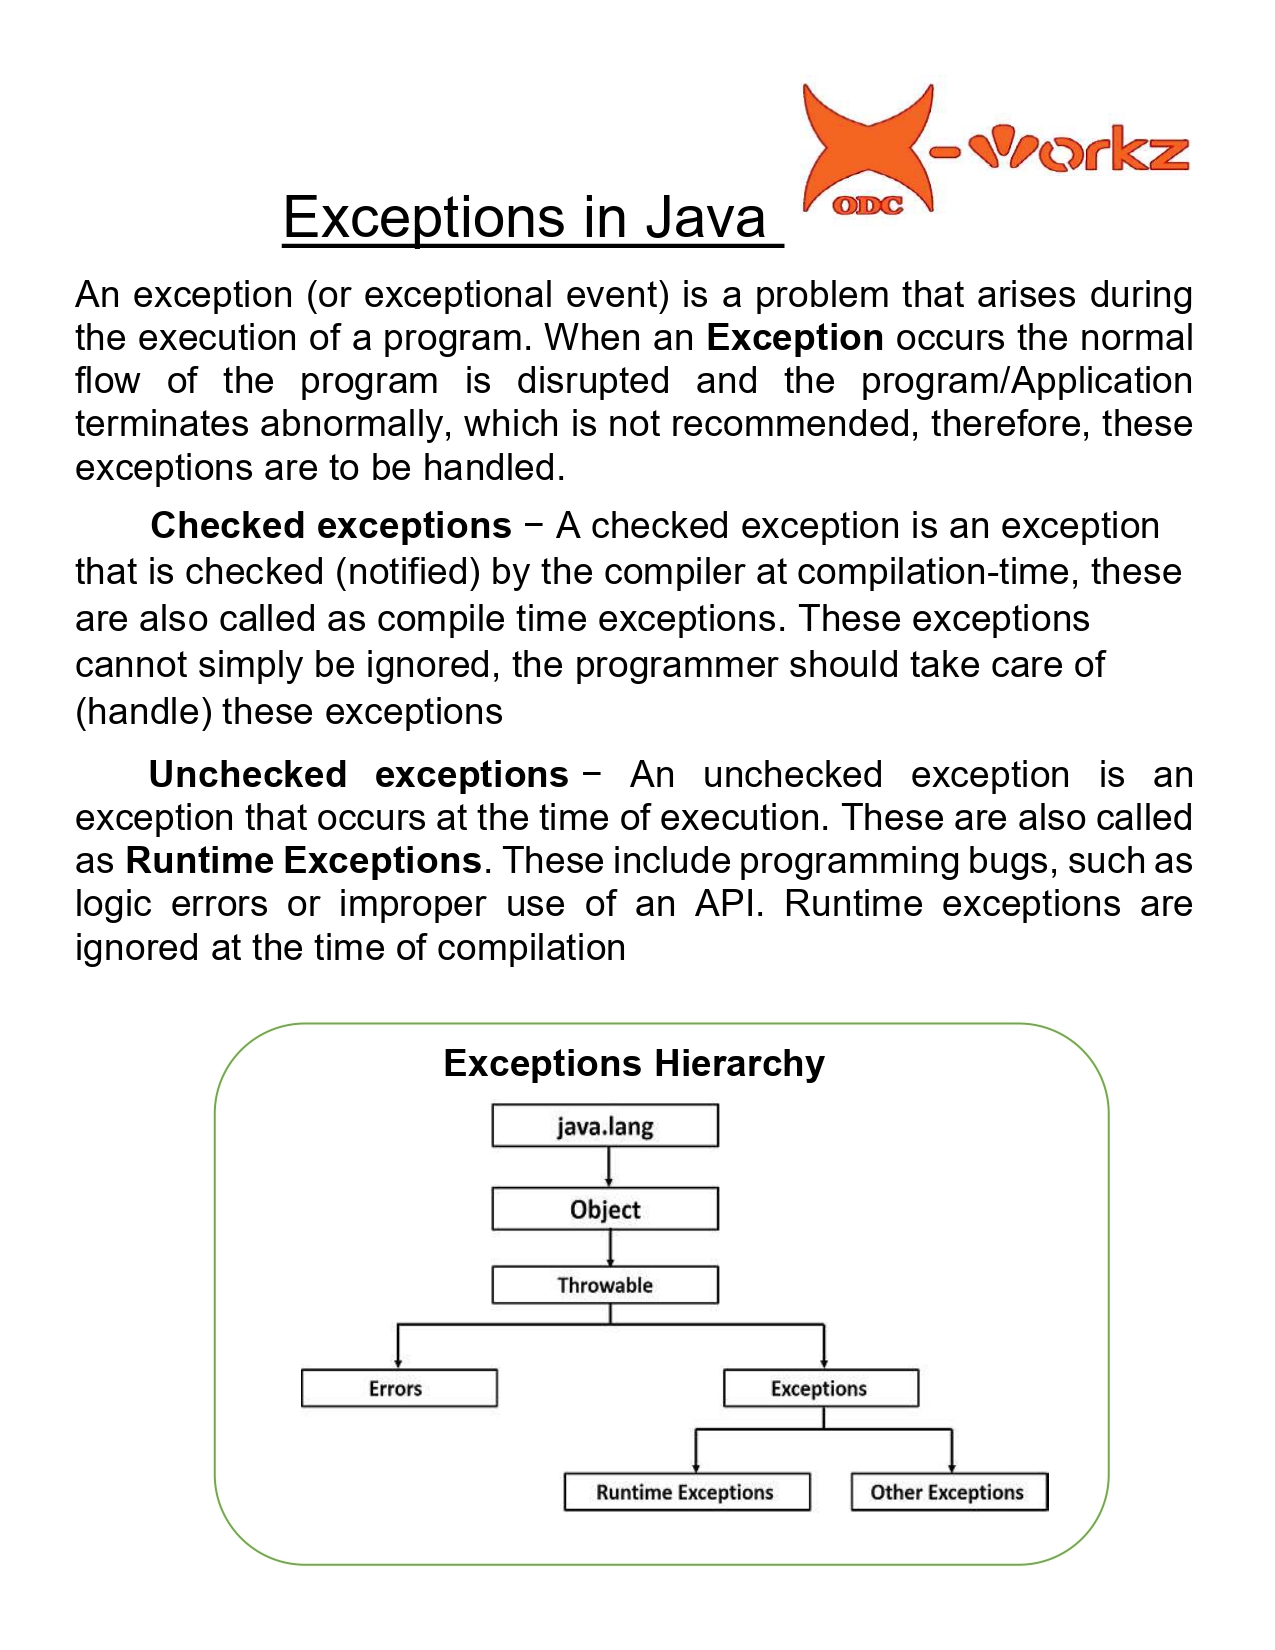 X-workz
ODC
Exceptions in Java
An exception (or exceptional event) is a problem that arises during
the execution of a program. When an Exception occurs the normal
flow of the program is disrupted and the program/Application
terminates abnormally, which is not recommended, therefore, these
exceptions are to be handled.
Checked exceptions − A checked exception is an exception
that is checked (notified) by the compiler at compilation-time, these
are also called as compile time exceptions. These exceptions
cannot simply be ignored, the programmer should take care of
(handle) these exceptions
Unchecked exceptions − An unchecked exception is an
exception that occurs at the time of execution. These are also called
as Runtime Exceptions. These include programming bugs, such as
logic errors or improper use of an API. Runtime exceptions are
ignored at the time of compilation
Exceptions Hierarchy
java.lang
Object
Throwable
Errors
Exceptions
Runtime Exceptions
Other Exceptions